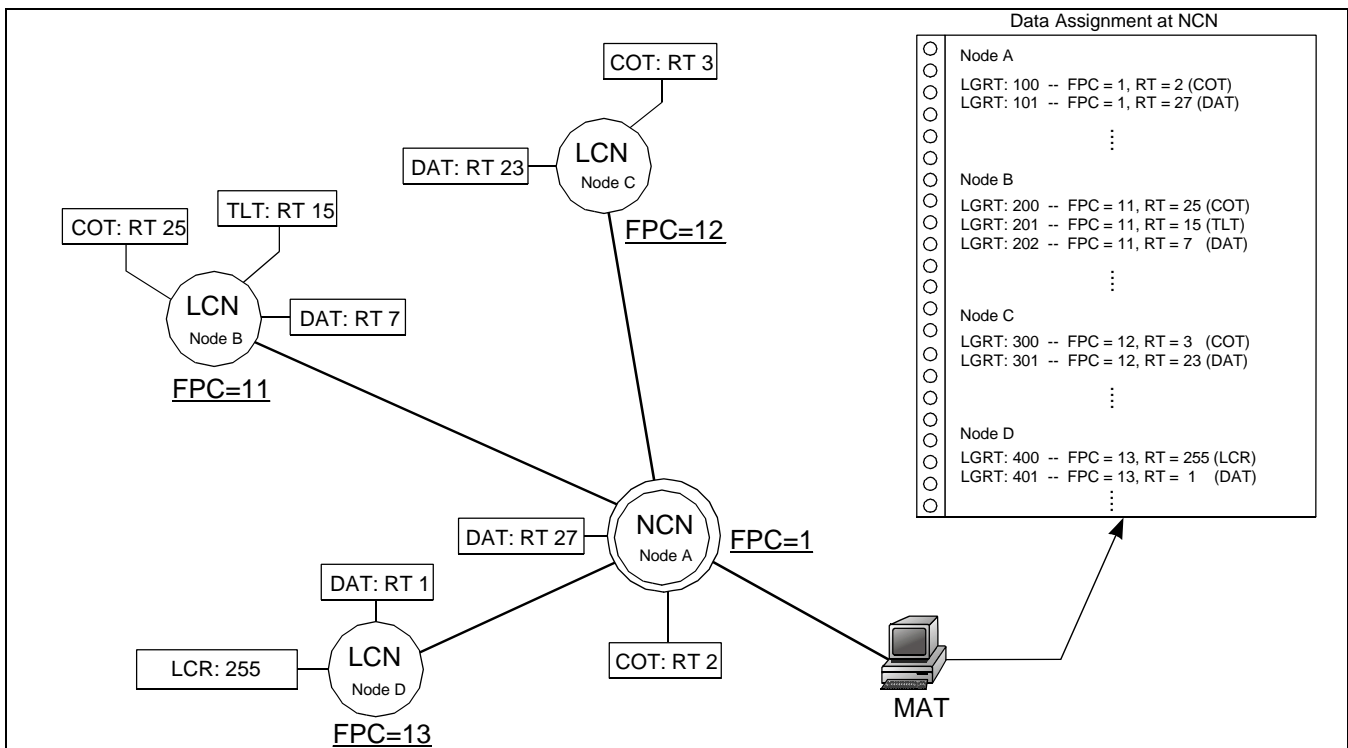 Data Assignment at NCN
Node A
LGRT: 100 -- FPC = 1, RT = 2 (COT)
LGRT: 101 -- FPC = 1, RT = 27 (DAT)
Node B
LGRT: 200 -- FPC = 11, RT = 25 (COT)
LGRT: 201 -- FPC = 11, RT = 15 (TLT)
LGRT: 202 -- FPC = 11, RT = 7 (DAT)
Node C
LGRT: 300 -- FPC = 12, RT = 3 (COT)
LGRT: 301 -- FPC = 12, RT = 23 (DAT)
Node D
LGRT: 400 -- FPC = 13, RT = 255 (LCR)
LGRT: 401 -- FPC = 13, RT = 1 (DAT)
COT: RT 3
LCN
Node C
DAT: RT 23
FPC=12
TLT: RT 15
COT: RT 25
LCN
Node B
DAT: RT 7
FPC=11
NCN
Node A
DAT: RT 27
FPC=1
COT: RT 2
DAT: RT 1
LCN
Node D
LCR: 255
FPC=13
MAT